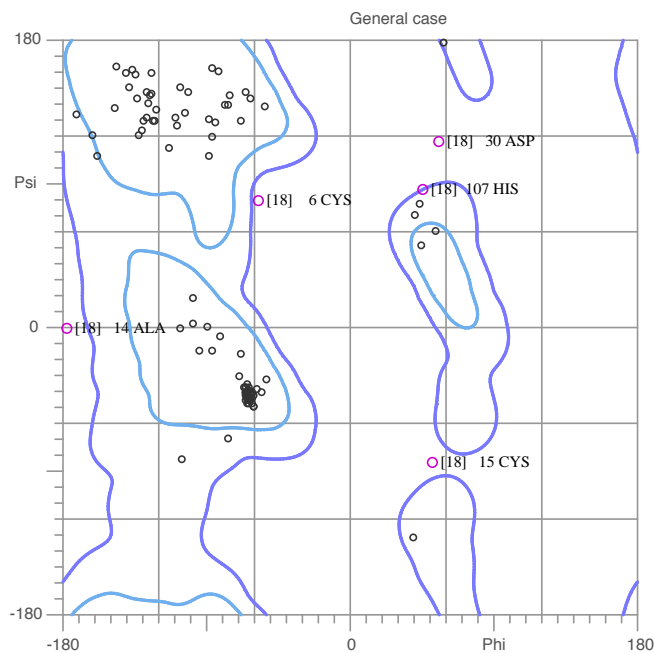 General case
180
[18] 30 ASP
Psi
[18] 107 HIS
[18] 6 CYS
0
[18] 14 ALA
[18] 15 CYS
-180
-180
0
Phi
180